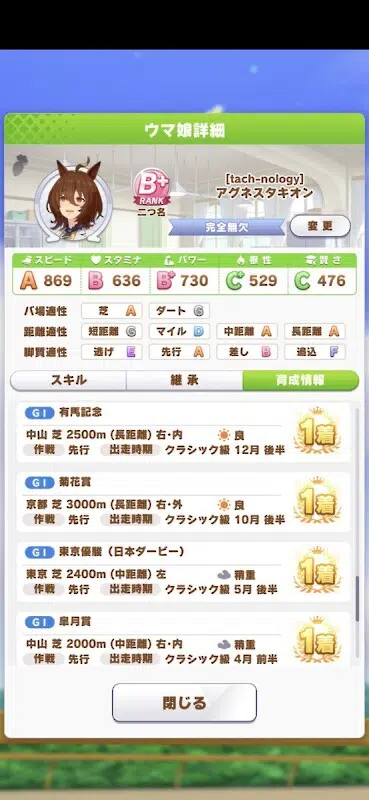 ウマ娘詳細
B+
RANK
二つ名
[tach-nology]
アグネスタキオン
完全無欠
変更
スピード スタミナ パワー 根性 賢さ
A 869 B 636 B+ 730 C+ 529 C 476
バ場適性 芝 A ダート G
距離適性 短距離 G マイル D 中距離 A 長距離 A
脚質適性 逃げ E 先行 A 差し B 追込 F
スキル 継承 育成情報
GI 有馬記念
中山 芝 2500m (長距離) 右・内 良
作戦 先行 出走時期 クラシック級 12月 後半
1着
GI 菊花賞
京都 芝 3000m (長距離) 右・外 良
作戦 先行 出走時期 クラシック級 10月 後半
1着
GI 東京優駿（日本ダービー）
東京 芝 2400m (中距離) 左 稍重
作戦 先行 出走時期 クラシック級 5月 後半
1着
GI 皐月賞
中山 芝 2000m (中距離) 右・内 稍重
作戦 先行 出走時期 クラシック級 4月 前半
1着
閉じる